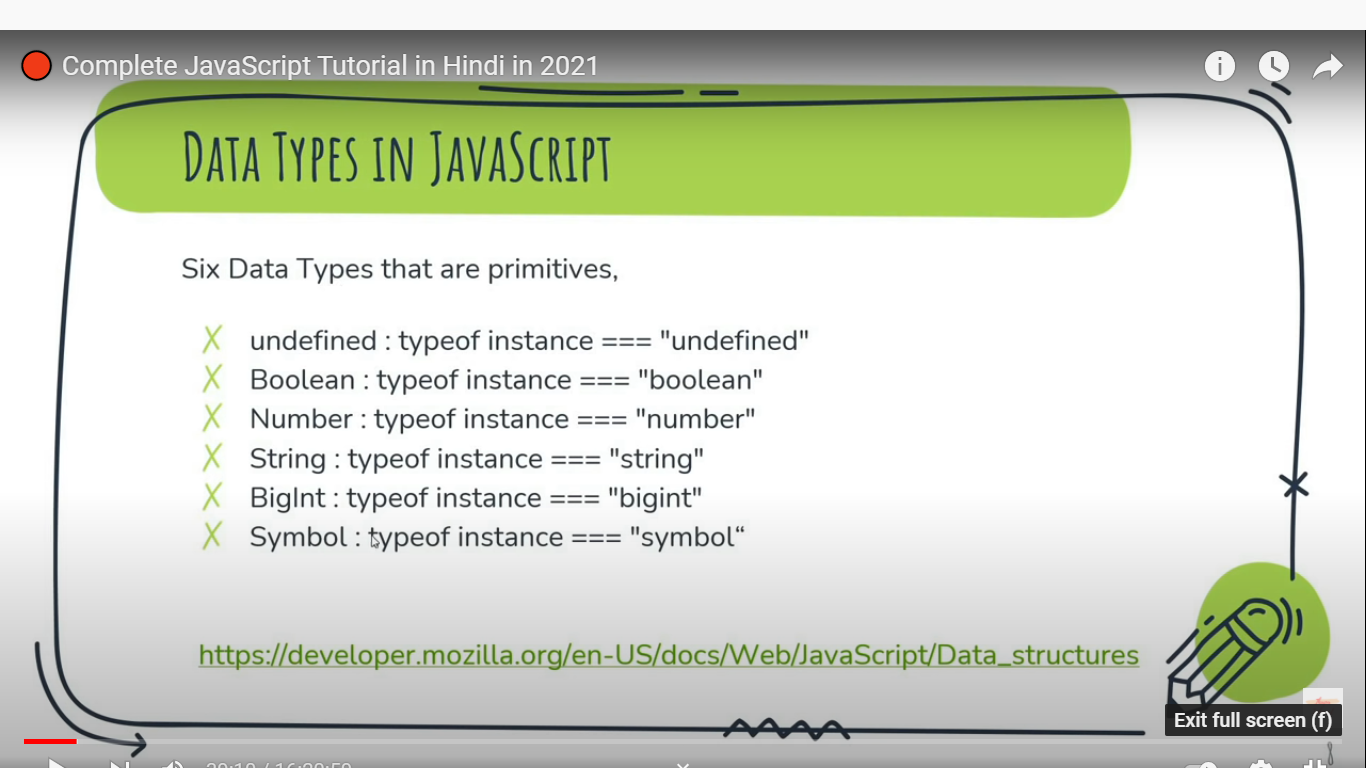 Complete JavaScript Tutorial in Hindi in 2021
DATA TYPES IN JAVASCRIPT
Six Data Types that are primitives,
undefined : typeof instance === "undefined"
Boolean : typeof instance === "boolean"
Number : typeof instance === "number"
String : typeof instance === "string"
BigInt : typeof instance === "bigint"
Symbol : typeof instance === "symbol“
https://developer.mozilla.org/en-US/docs/Web/JavaScript/Data_structures
Exit full screen (f)